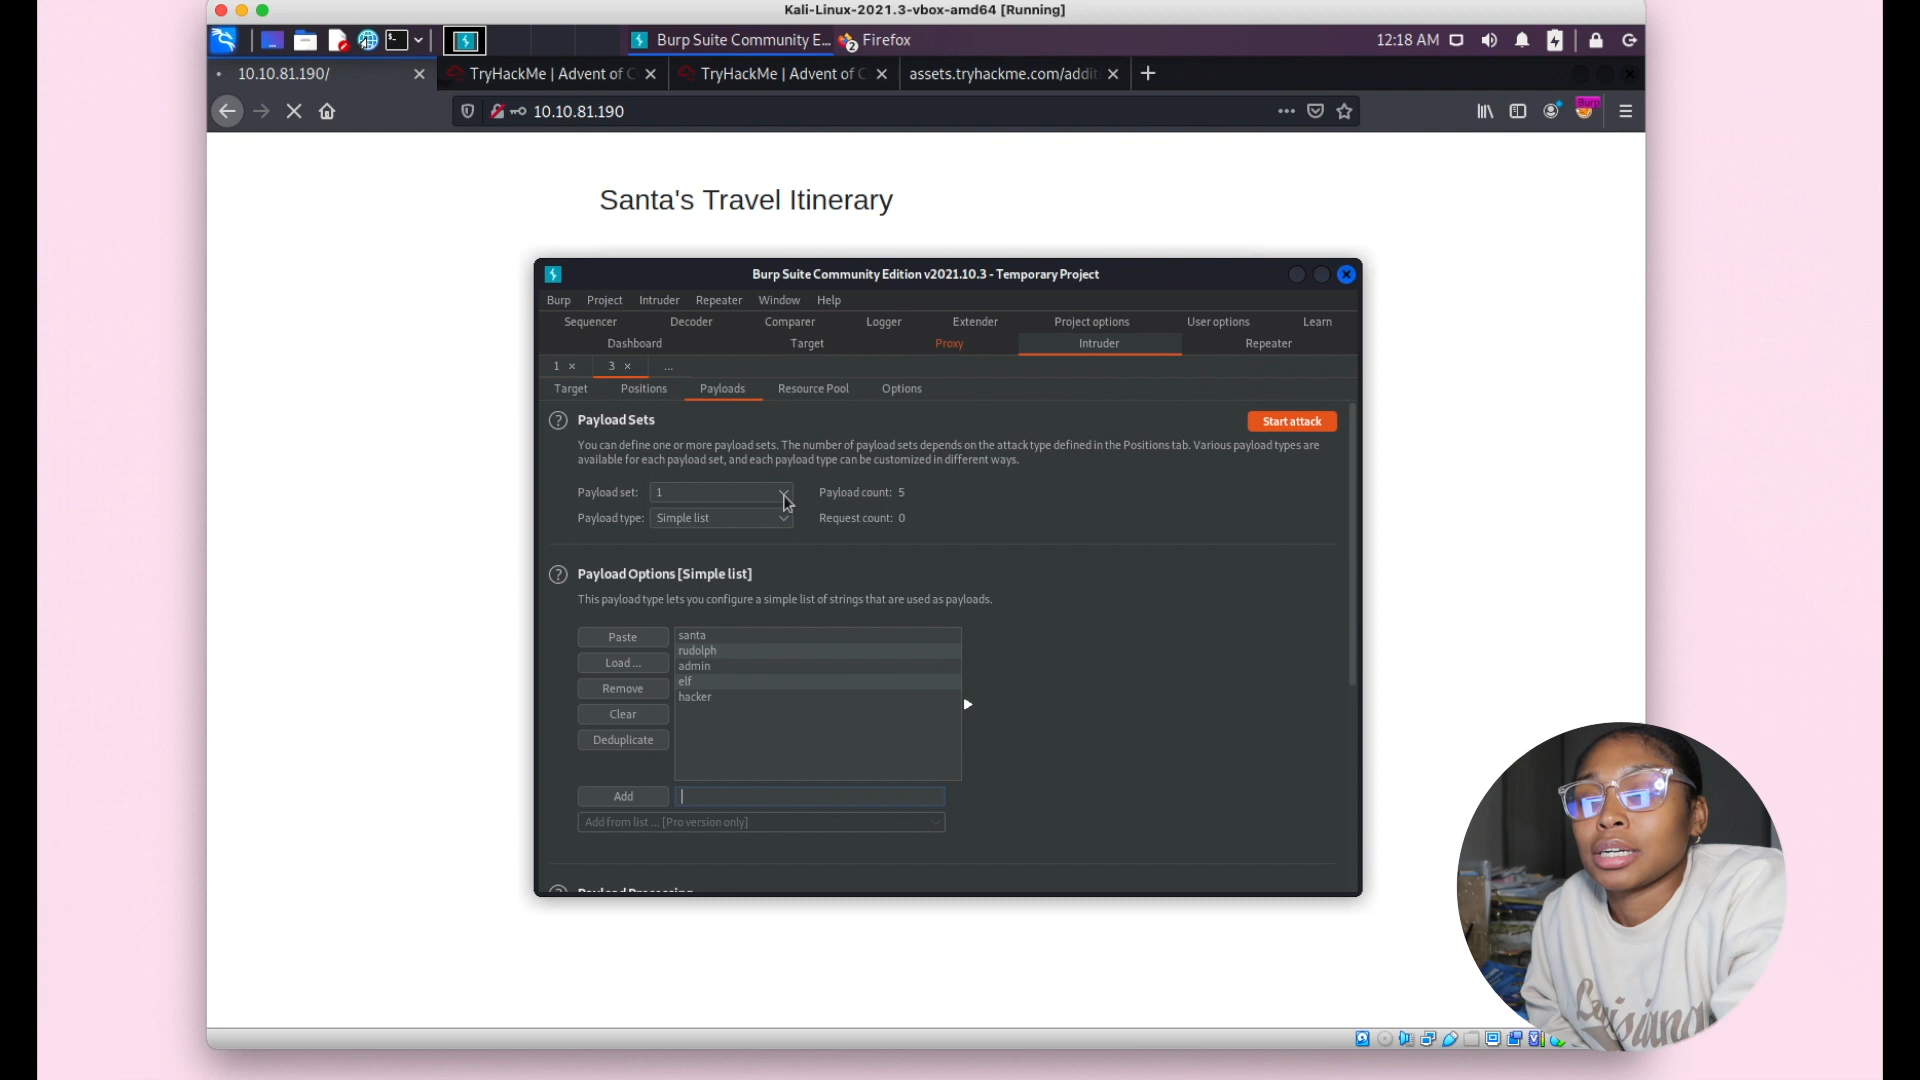 Kali-Linux-2021.3-vbox-amd64 [Running]
Burp Suite Community E...
2 Firefox
12:18 AM
10.10.81.190/
TryHackMe | Advent of C
TryHackMe | Advent of C
assets.tryhackme.com/addit
10.10.81.190
Burp
Santa's Travel Itinerary
Burp Suite Community Edition v2021.10.3 - Temporary Project
Burp Project Intruder Repeater Window Help
Sequencer Decoder Comparer Logger Extender Project options User options Learn
Dashboard Target Proxy Intruder Repeater
1 × 3 × ...
Target Positions Payloads Resource Pool Options
? Payload Sets
Start attack
You can define one or more payload sets. The number of payload sets depends on the attack type defined in the Positions tab. Various payload types are
available for each payload set, and each payload type can be customized in different ways.
Payload set: 1 Payload count: 5
Payload type: Simple list Request count: 0
? Payload Options [Simple list]
This payload type lets you configure a simple list of strings that are used as payloads.
Paste
Load ...
Remove
Clear
Deduplicate
santa
rudolph
admin
elf
hacker
Add
Add from list ... [Pro version only]
Payload Processing